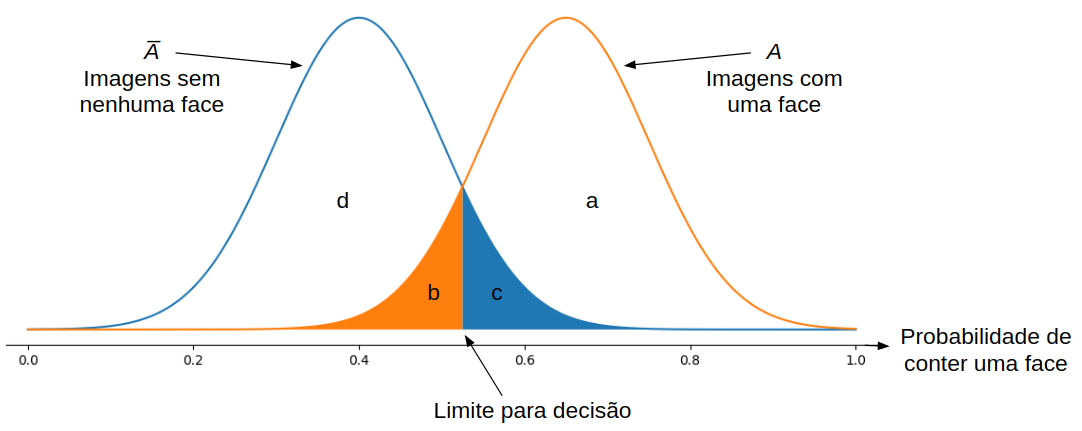 A̅
Imagens sem
nenhuma face
A
Imagens com
uma face
d
a
b
c
0.0
0.2
0.4
0.6
0.8
1.0
Probabilidade de
conter uma face
Limite para decisão